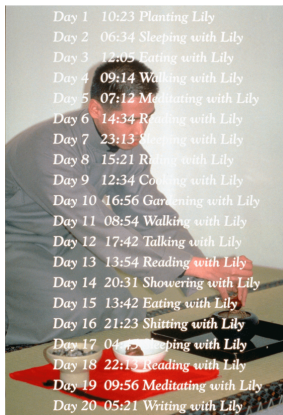 Day 1 10:23 Planting Lily
Day 2 06:34 Sleeping with Lily
Day 3 12:05 Eating with Lily
Day 4 09:14 Walking with Lily
Day 5 07:12 Meditating with Lily
Day 6 14:34 Reading with Lily
Day 7 23:13 Sleeping with Lily
Day 8 15:21 with Lily
Day 9 12:34 Cooking with Lily
Day 10 16:56 Gardening with Lily
Day 11 08:54 Walking with Lily
Day 12 17:42 Talking with Lily
Day 13 13:54 Reading with Lily
Day 14 20:31 Showering with Lily
Day 15 13:42 Eating with Lily
Day 16 21:23 Shitting with Lily
Day 17 Sleeping with Lily
Day 18 22:13 Reading with Lily
Day 19 09:56 Meditating with Lily
Day 20 05:21 Writing with Lily